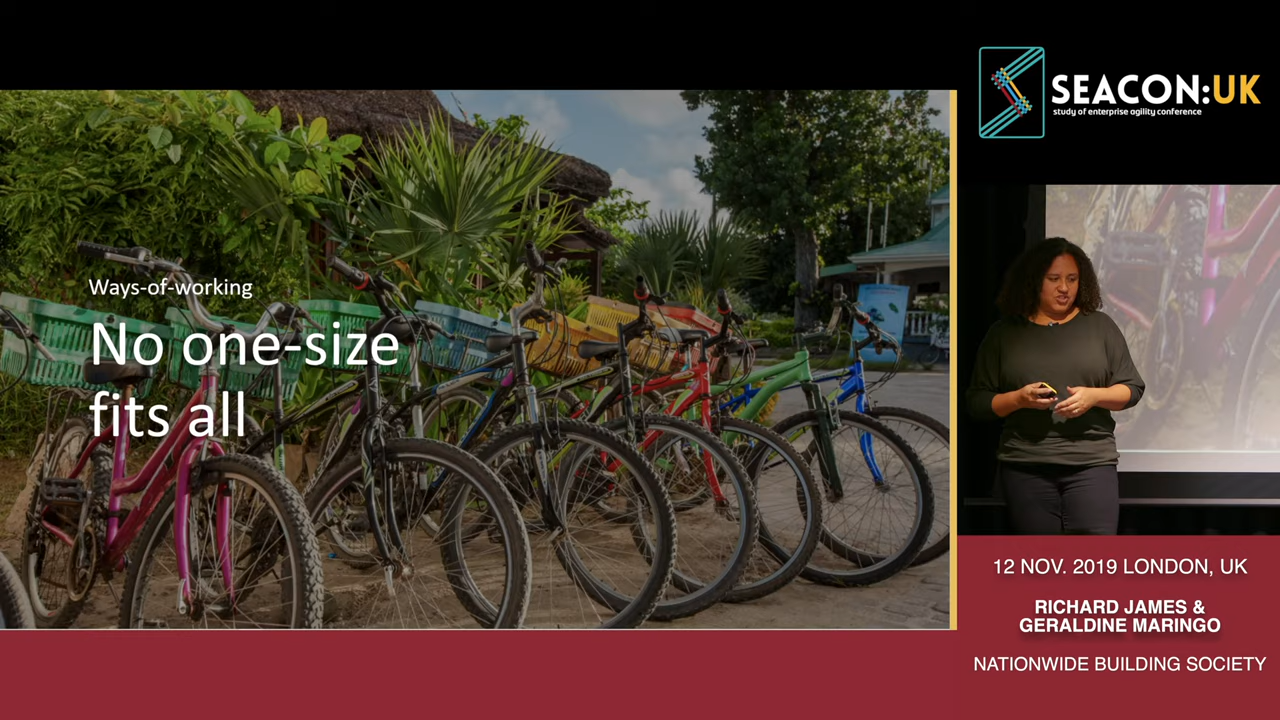 Ways-of-working
No one-size
fits all
SEACON:UK
study of enterprise agility conference
12 NOV. 2019 LONDON, UK
RICHARD JAMES &
GERALDINE MARINGO
NATIONWIDE BUILDING SOCIETY